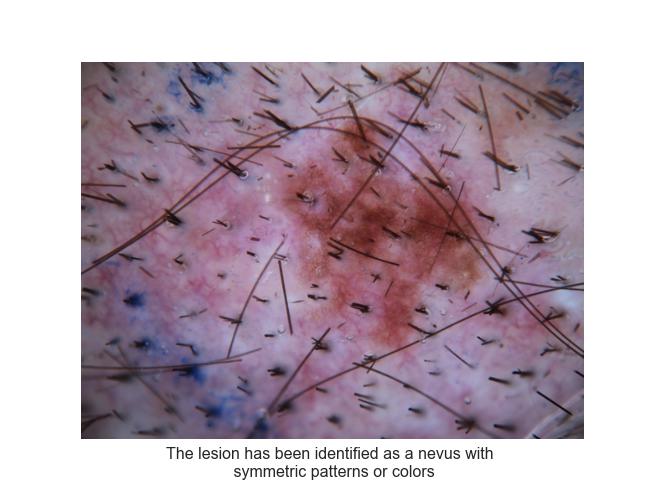 The lesion has been identified as a nevus with
symmetric patterns or colors